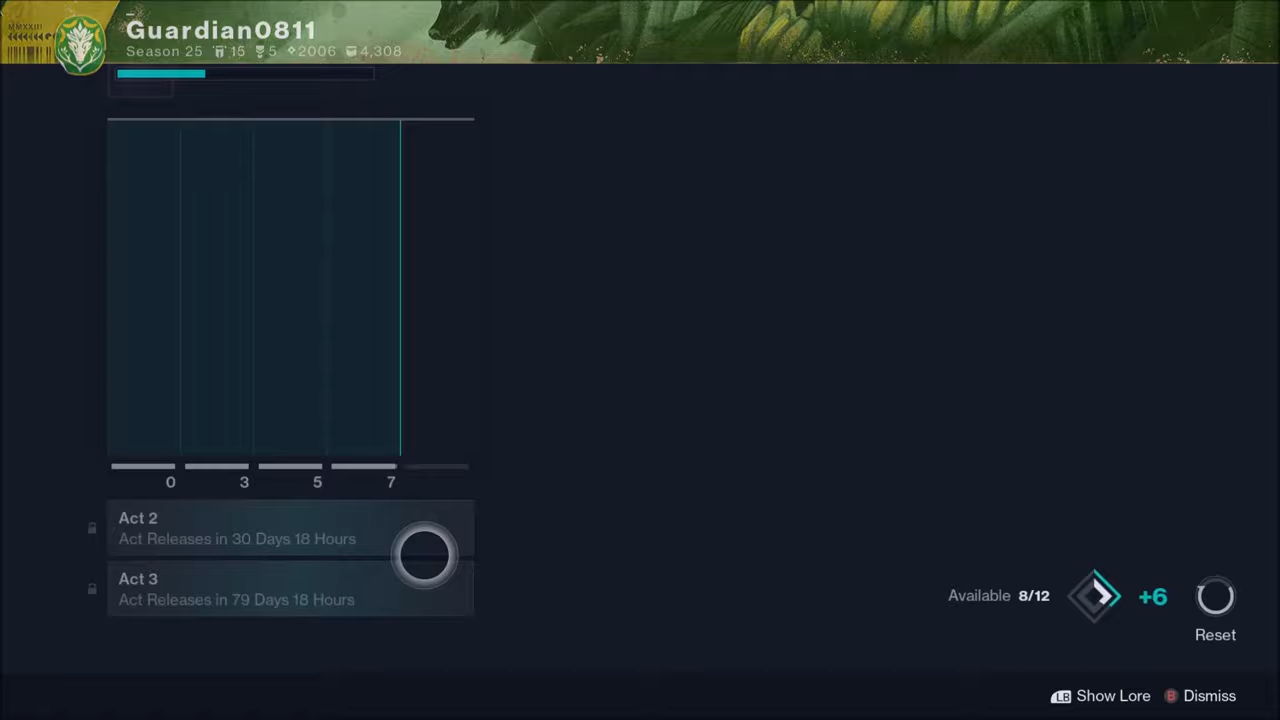 MMXXIII
Guardian0811
Season 25 15 5 2006 4,308
0 3 5 7
Act 2
Act Releases in 30 Days 18 Hours
Act 3
Act Releases in 79 Days 18 Hours
Available 8/12 +6
Reset
LB Show Lore B Dismiss